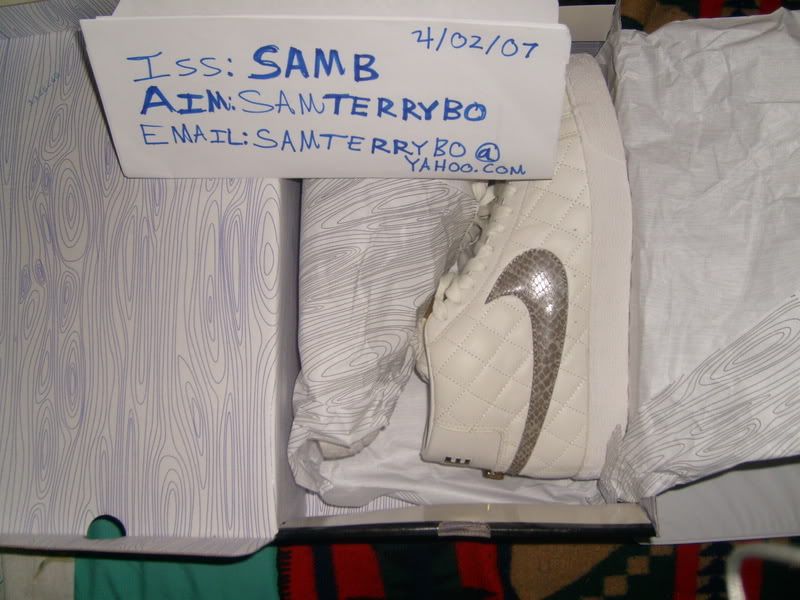 4/02/07
ISS: SAMB
AIM: SAMTERRYBO
EMAIL: SAMTERRYBO@
YAHOO.COM